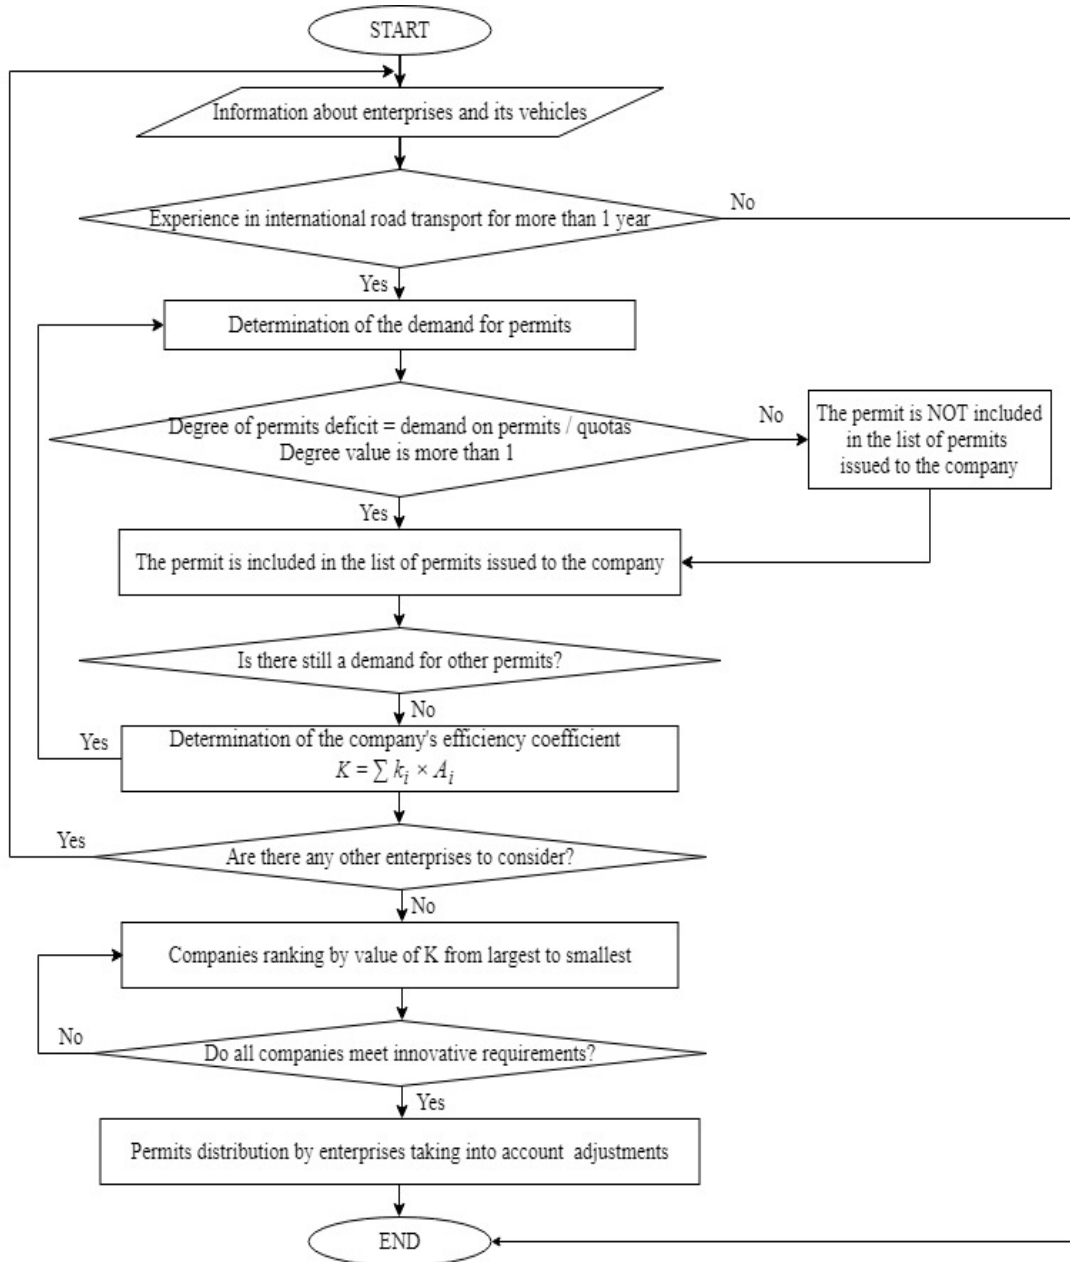 START
Information about enterprises and its vehicles
Experience in international road transport for more than 1 year
No
Yes
Determination of the demand for permits
Degree of permits deficit = demand on permits / quotas
Degree value is more than 1
No
The permit is NOT included
in the list of permits
issued to the company
Yes
The permit is included in the list of permits issued to the company
Is there still a demand for other permits?
No
Yes
Determination of the company's efficiency coefficient
K = ∑ kᵢ × Aᵢ
Yes
Are there any other enterprises to consider?
No
Companies ranking by value of K from largest to smallest
No
Do all companies meet innovative requirements?
Yes
Permits distribution by enterprises taking into account adjustments
END